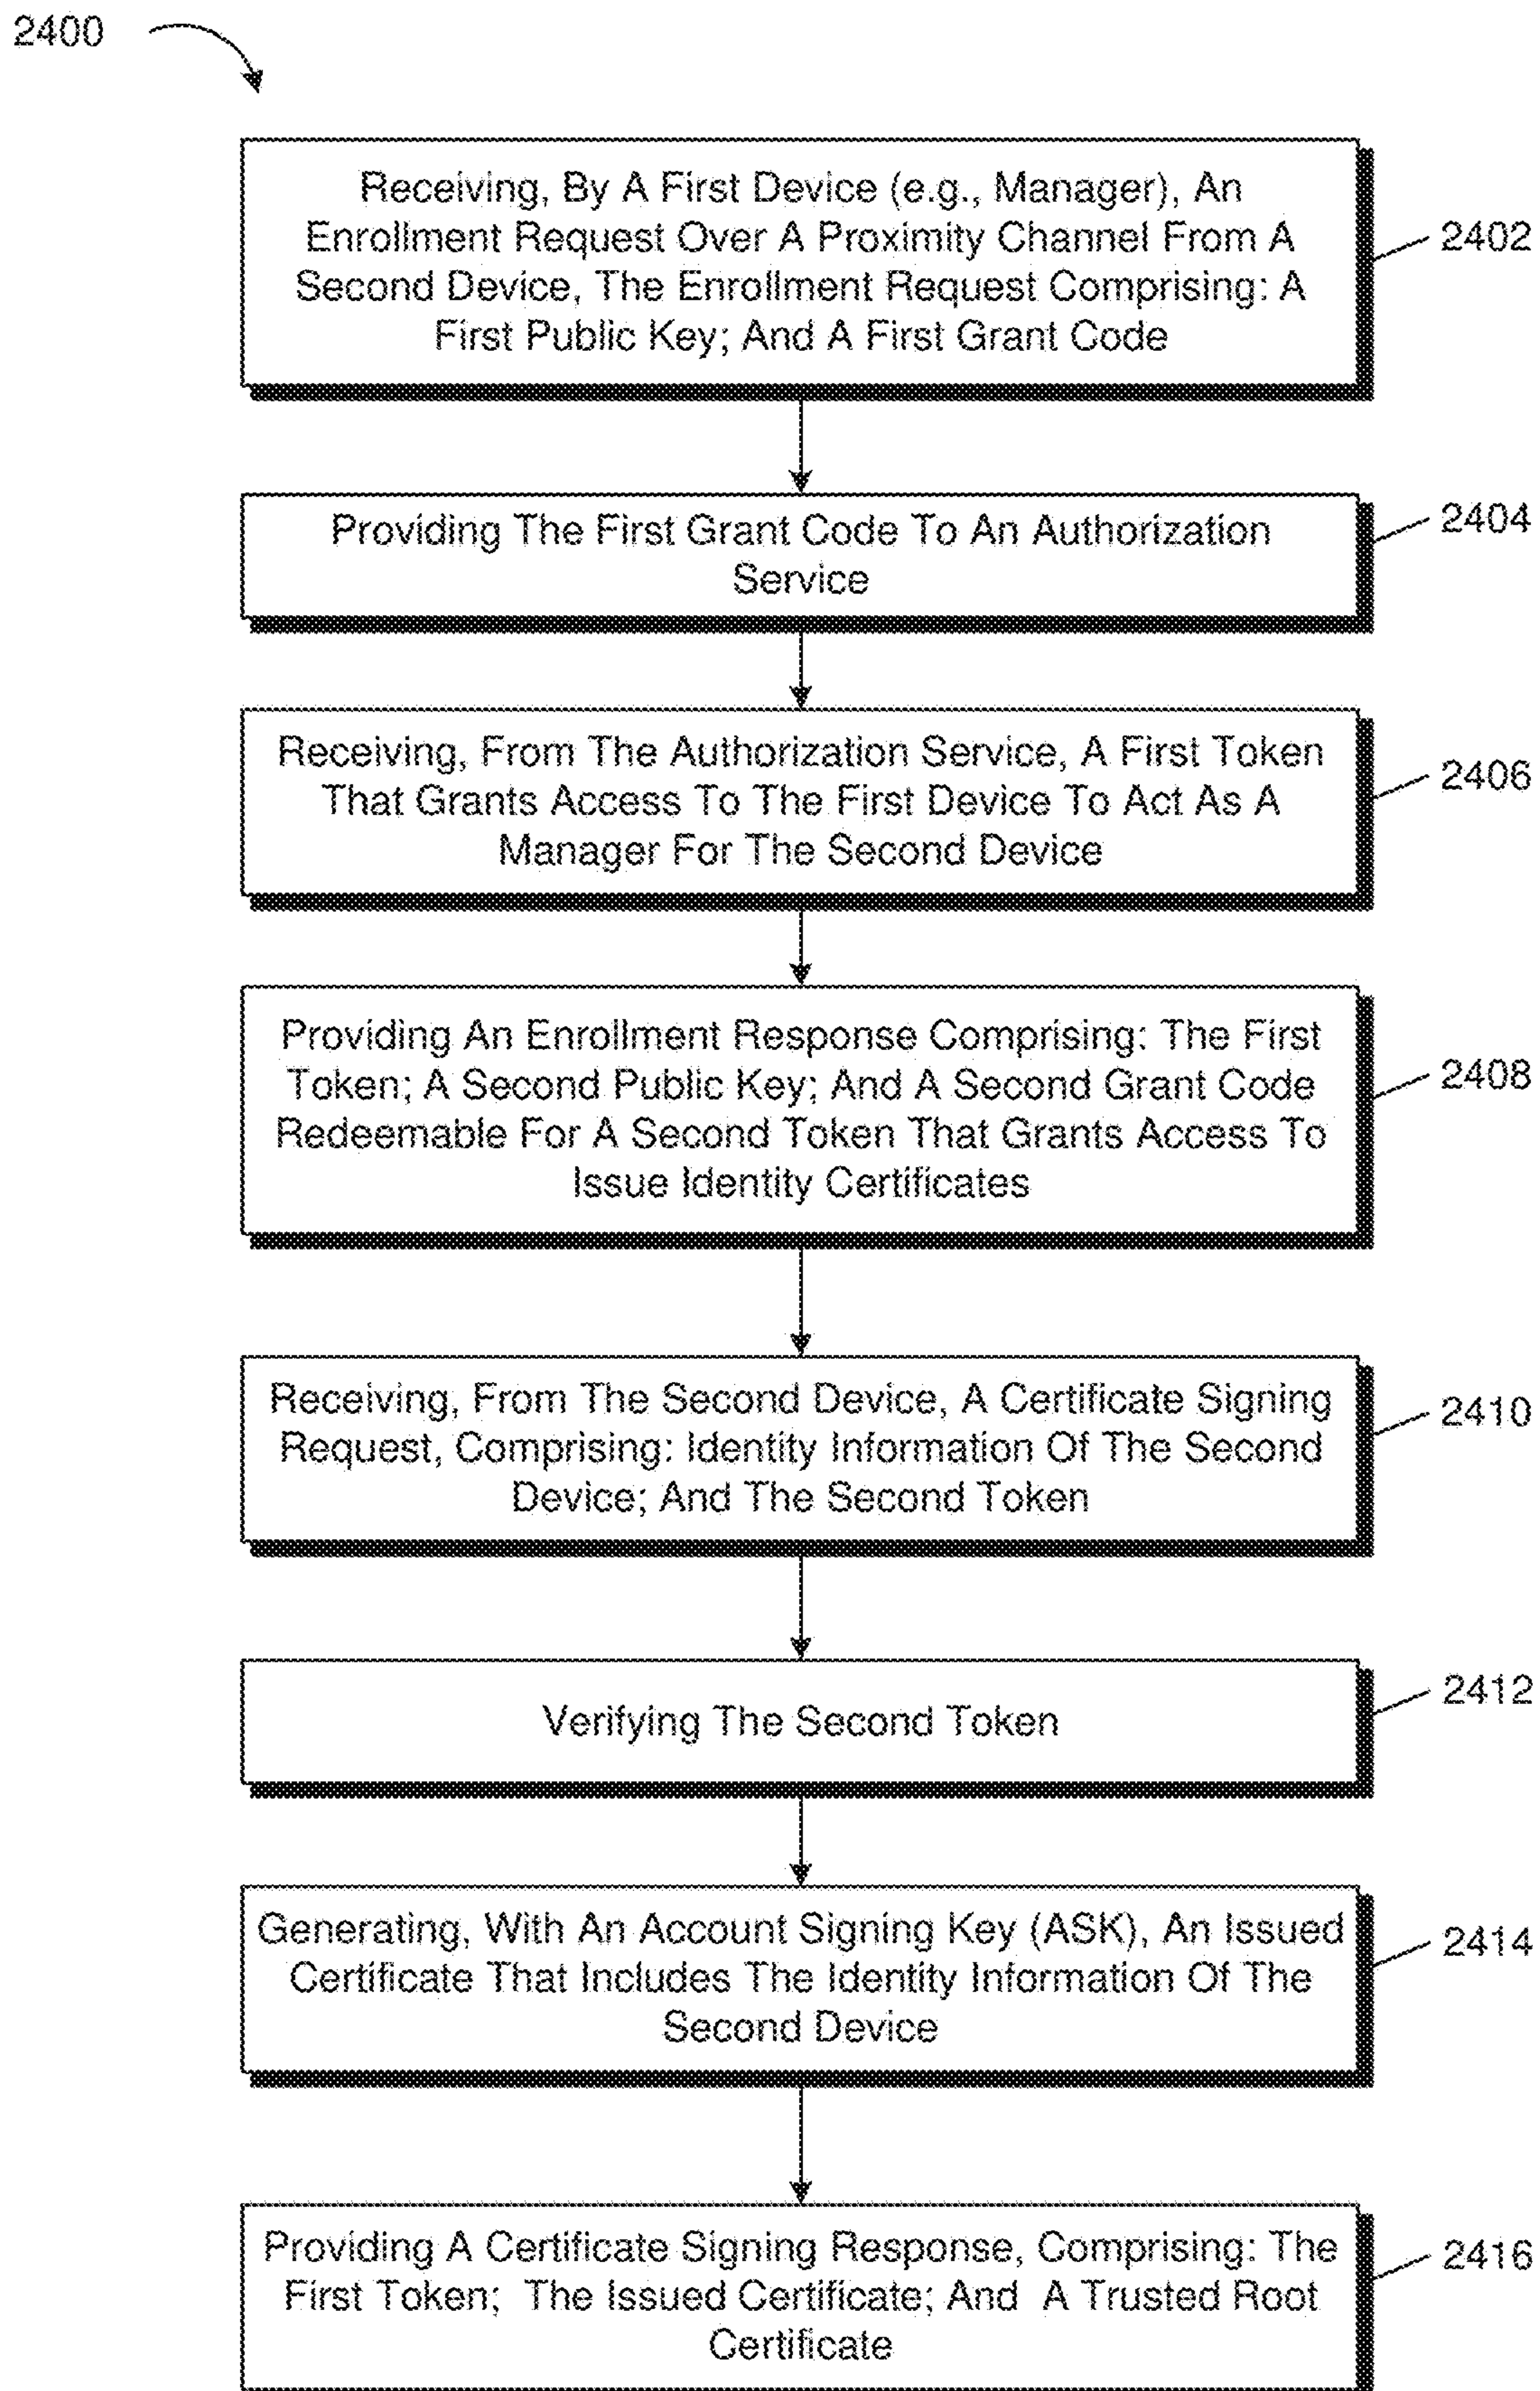 2400
Receiving, By A First Device (e.g., Manager), An
Enrollment Request Over A Proximity Channel From A
Second Device, The Enrollment Request Comprising: A
First Public Key; And A First Grant Code
2402
Providing The First Grant Code To An Authorization
Service
2404
Receiving, From The Authorization Service, A First Token
That Grants Access To The First Device To Act As A
Manager For The Second Device
2406
Providing An Enrollment Response Comprising: The First
Token; A Second Public Key; And A Second Grant Code
Redeemable For A Second Token That Grants Access To
Issue Identity Certificates
2408
Receiving, From The Second Device, A Certificate Signing
Request, Comprising: Identity Information Of The Second
Device; And The Second Token
2410
Verifying The Second Token
2412
Generating, With An Account Signing Key (ASK), An Issued
Certificate That Includes The Identity Information Of The
Second Device
2414
Providing A Certificate Signing Response, Comprising: The
First Token; The Issued Certificate; And A Trusted Root
Certificate
2416